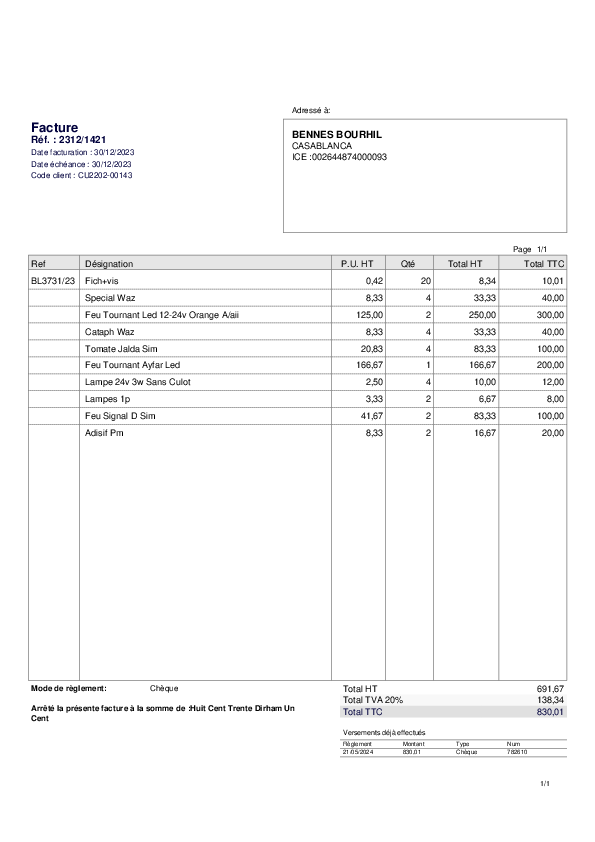 Adressé à:
Facture
Réf. : 2312/1421
Date facturation : 30/12/2023
Date échéance : 30/12/2023
Code client : CU2202-00143
BENNES BOURHIL
CASABLANCA
ICE :002644874000093
Page 1/1
Ref Désignation P.U. HT Qté Total HT Total TTC
BL3731/23 Fich+vis 0,42 20 8,34 10,01
Special Waz 8,33 4 33,33 40,00
Feu Tournant Led 12-24v Orange A/aii 125,00 2 250,00 300,00
Cataph Waz 8,33 4 33,33 40,00
Tomate Jalda Sim 20,83 4 83,33 100,00
Feu Tournant Ayfar Led 166,67 1 166,67 200,00
Lampe 24v 3w Sans Culot 2,50 4 10,00 12,00
Lampes 1p 3,33 2 6,67 8,00
Feu Signal D Sim 41,67 2 83,33 100,00
Adisif Pm 8,33 2 16,67 20,00
Mode de règlement: Chèque
Arrêté la présente facture à la somme de :Huit Cent Trente Dirham Un
Cent
Total HT 691,67
Total TVA 20% 138,34
Total TTC 830,01
Versements déjà effectués
Règlement Montant Type Num
21/05/2024 830,01 Chèque 782610
1/1